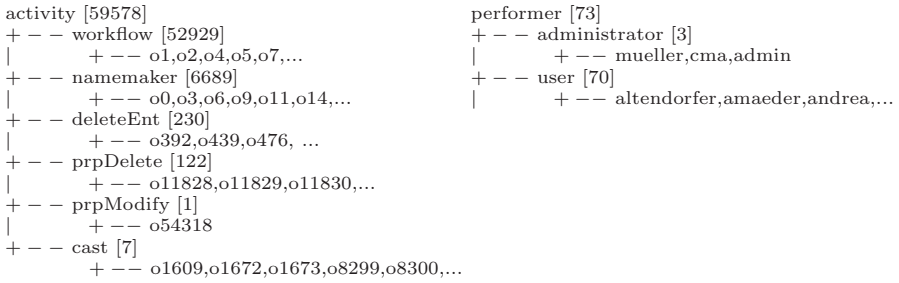 activity [59578]
+ − − workflow [52929]
| + −− o1,o2,o4,o5,o7,...
+ − − namemaker [6689]
| + −− o0,o3,o6,o9,o11,o14,...
+ − − deleteEnt [230]
| + −− o392,o439,o476, ...
+ − − prpDelete [122]
| + −− o11828,o11829,o11830,...
+ − − prpModify [1]
| + −− o54318
+ − − cast [7]
+ −− o1609,o1672,o1673,o8299,o8300,...
performer [73]
+ − − administrator [3]
| + −− mueller,cma,admin
+ − − user [70]
| + −− altendorfer,amaeder,andrea,...